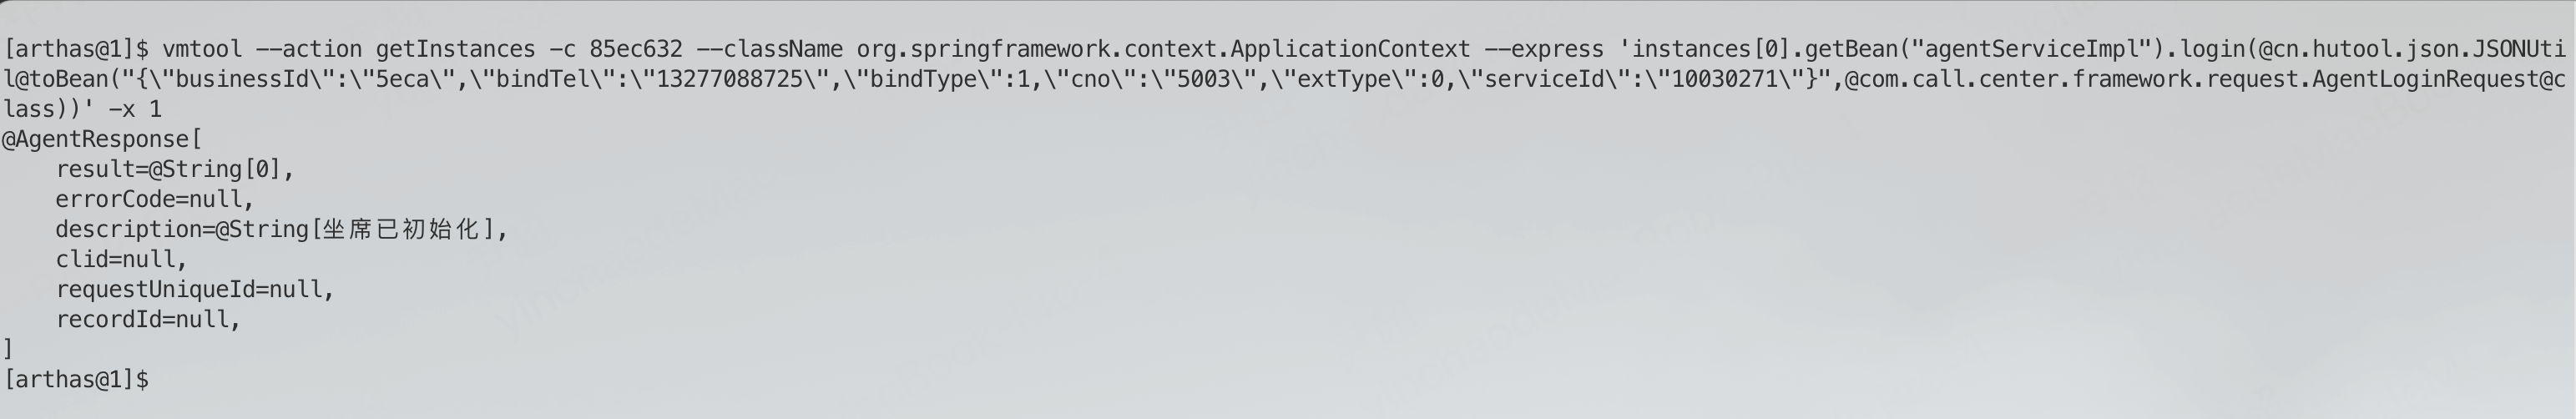 [arthas@1]$ vmtool --action getInstances -c 85ec632 --className org.springframework.context.ApplicationContext --express 'instances[0].getBean("agentServiceImpl").login(@cn.hutool.json.JSONUti
l@toBean("{\"businessId\":\"5eca\",\"bindTel\":\"13277088725\",\"bindType\":1,\"cno\":\"5003\",\"extType\":0,\"serviceId\":\"10030271\"}",@com.call.center.framework.request.AgentLoginRequest@c
lass))' -x 1
@AgentResponse[
    result=@String[0],
    errorCode=null,
    description=@String[坐席已初始化],
    clid=null,
    requestUniqueId=null,
    recordId=null,
]
[arthas@1]$